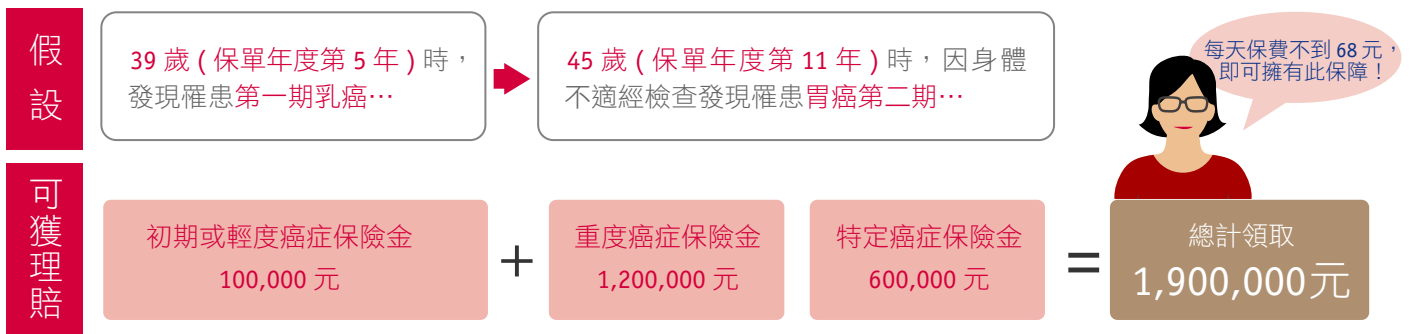 假設
39 歲 ( 保單年度第 5 年 ) 時，
發現罹患第一期乳癌…
45 歲 ( 保單年度第 11 年 ) 時，因身體
不適經檢查發現罹患胃癌第二期…
每天保費不到 68 元，
即可擁有此保障！
可獲理賠
初期或輕度癌症保險金
100,000 元
+
重度癌症保險金
1,200,000 元
特定癌症保險金
600,000 元
=
總計領取
1,900,000元